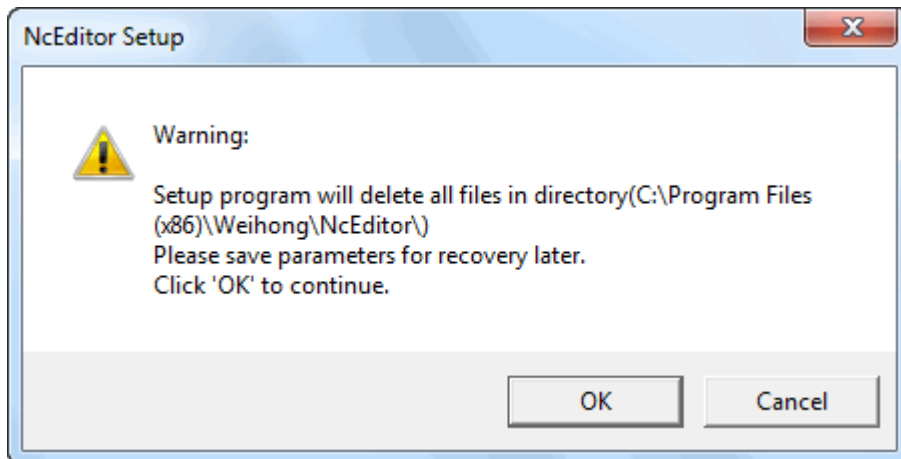 NcEditor Setup
Warning:
Setup program will delete all files in directory(C:\Program Files
(x86)\Weihong\NcEditor\)
Please save parameters for recovery later.
Click 'OK' to continue.
OK
Cancel